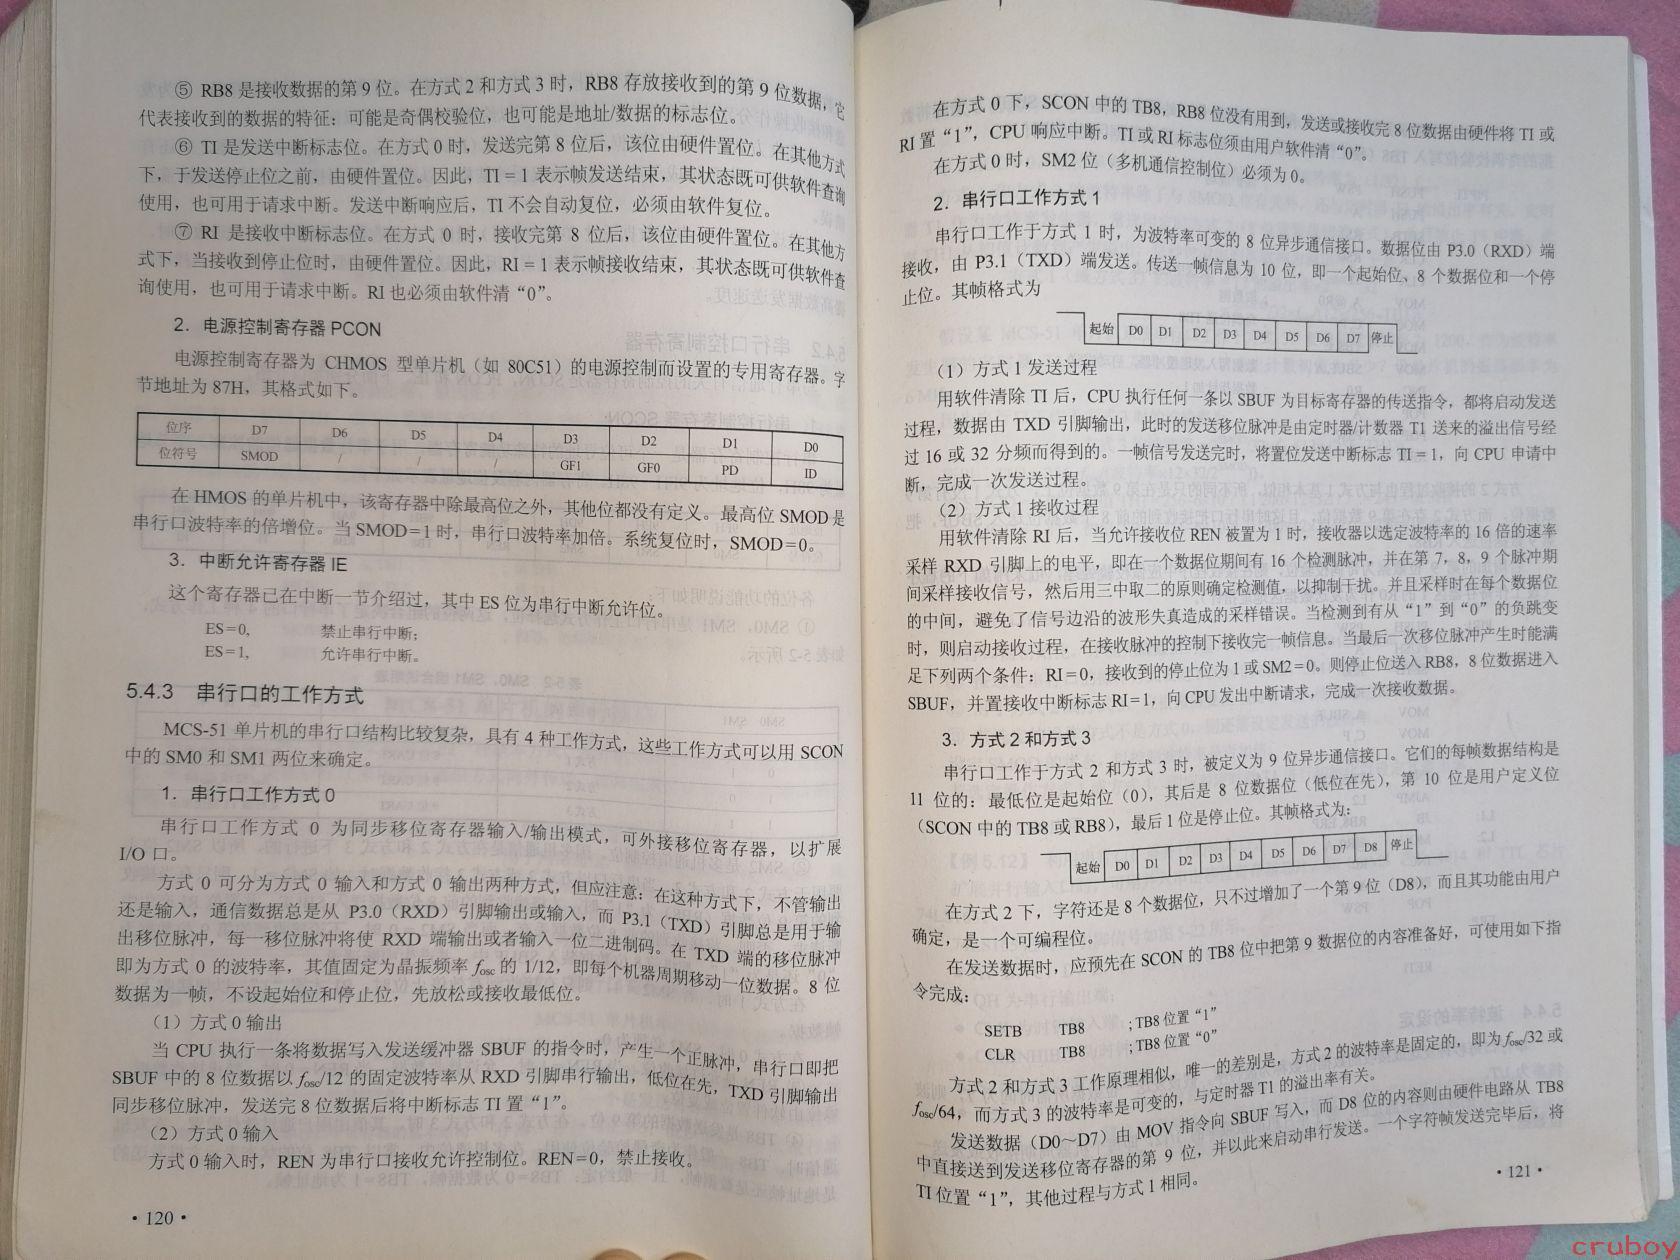 ⑤ RB8 是接收数据的第 9 位。在方式 2 和方式 3 时，RB8 存放接收到的第 9 位数据，它
代表接收到的数据的特征：可能是奇偶校验位，也可能是地址/数据的标志位。
⑥ TI 是发送中断标志位。在方式 0 时，发送完第 8 位后，该位由硬件置位。在其他方式
下，于发送停止位之前，由硬件置位。因此，TI = 1 表示帧发送结束，其状态既可供软件查询
使用，也可用于请求中断。发送中断响应后，TI 不会自动复位，必须由软件复位。
⑦ RI 是接收中断标志位。在方式 0 时，接收完第 8 位后，该位由硬件置位。在其他方
式下，当接收到停止位时，由硬件置位。因此，RI = 1 表示帧接收结束，其状态既可供软件查
询使用，也可用于请求中断。RI 也必须由软件清“0”。
2．电源控制寄存器 PCON
电源控制寄存器为 CHMOS 型单片机（如 80C51）的电源控制而设置的专用寄存器。字
节地址为 87H，其格式如下。
位序 D7 D6 D5 D4 D3 D2 D1 D0
位符号 SMOD / / / GF1 GF0 PD ID
在 HMOS 的单片机中，该寄存器中除最高位之外，其他位都没有定义。最高位 SMOD 是
串行口波特率的倍增位。当 SMOD=1 时，串行口波特率加倍。系统复位时，SMOD=0。
3．中断允许寄存器 IE
这个寄存器已在中断一节介绍过，其中 ES 位为串行中断允许位。
ES=0, 禁止串行中断；
ES=1, 允许串行中断。
5.4.3 串行口的工作方式
MCS-51 单片机的串行口结构比较复杂，具有 4 种工作方式，这些工作方式可以用 SCON
中的 SM0 和 SM1 两位来确定。
1．串行口工作方式 0
串行口工作方式 0 为同步移位寄存器输入/输出模式，可外接移位寄存器，以扩展
I/O 口。
方式 0 可分为方式 0 输入和方式 0 输出两种方式，但应注意：在这种方式下，不管输出
还是输入，通信数据总是从 P3.0（RXD）引脚输出或输入，而 P3.1（TXD）引脚总是用于输
出移位脉冲，每一移位脉冲将使 RXD 端输出或者输入一位二进制码。在 TXD 端的移位脉冲
即为方式 0 的波特率，其值固定为晶振频率 fosc 的 1/12，即每个机器周期移动一位数据。8 位
数据为一帧，不设起始位和停止位，先放松或接收最低位。
（1）方式 0 输出
当 CPU 执行一条将数据写入发送缓冲器 SBUF 的指令时，产生一个正脉冲，串行口即把
SBUF 中的 8 位数据以 fosc/12 的固定波特率从 RXD 引脚串行输出，低位在先，TXD 引脚输出
同步移位脉冲，发送完 8 位数据后将中断标志 TI 置“1”。
（2）方式 0 输入
方式 0 输入时，REN 为串行口接收允许控制位。REN=0，禁止接收。
·120·
在方式 0 下，SCON 中的 TB8，RB8 位没有用到，发送或接收完 8 位数据由硬件将 TI 或
RI 置“1”，CPU 响应中断。TI 或 RI 标志位须由用户软件清“0”。
在方式 0 时，SM2 位（多机通信控制位）必须为 0。
2．串行口工作方式 1
串行口工作于方式 1 时，为波特率可变的 8 位异步通信接口。数据位由 P3.0（RXD）端
接收，由 P3.1（TXD）端发送。传送一帧信息为 10 位，即一个起始位、8 个数据位和一个停
止位。其帧格式为
起始 D0 D1 D2 D3 D4 D5 D6 D7 停止
（1）方式 1 发送过程
用软件清除 TI 后，CPU 执行任何一条以 SBUF 为目标寄存器的传送指令，都将启动发送
过程，数据由 TXD 引脚输出，此时的发送移位脉冲是由定时器/计数器 T1 送来的溢出信号经
过 16 或 32 分频而得到的。一帧信号发送完时，将置位发送中断标志 TI = 1，向 CPU 申请中
断，完成一次发送过程。
（2）方式 1 接收过程
用软件清除 RI 后，当允许接收位 REN 被置为 1 时，接收器以选定波特率的 16 倍的速率
采样 RXD 引脚上的电平，即在一个数据位期间有 16 个检测脉冲，并在第 7，8，9 个脉冲期
间采样接收信号，然后用三中取二的原则确定检测值，以抑制干扰。并且采样时在每个数据位
的中间，避免了信号边沿的波形失真造成的采样错误。当检测到有从“1”到“0”的负跳变
时，则启动接收过程，在接收脉冲的控制下接收完一帧信息。当最后一次移位脉冲产生时能满
足下列两个条件：RI = 0，接收到的停止位为 1 或 SM2 = 0。则停止位送入 RB8，8 位数据进入
SBUF，并置接收中断标志 RI = 1，向 CPU 发出中断请求，完成一次接收数据。
3．方式 2 和方式 3
串行口工作于方式 2 和方式 3 时，被定义为 9 位异步通信接口。它们的每帧数据结构是
11 位的：最低位是起始位（0），其后是 8 位数据位（低位在先），第 10 位是用户定义位
（SCON 中的 TB8 或 RB8），最后 1 位是停止位。其帧格式为：
起始 D0 D1 D2 D3 D4 D5 D6 D7 D8 停止
在方式 2 下，字符还是 8 个数据位，只不过增加了一个第 9 位（D8），而且其功能由用户
确定，是一个可编程位。
在发送数据时，应预先在 SCON 的 TB8 位中把第 9 数据位的内容准备好，可使用如下指
令完成：
SETB TB8 ；TB8 位置“1”
CLR TB8 ；TB8 位置“0”
方式 2 和方式 3 工作原理相似，唯一的差别是，方式 2 的波特率是固定的，即为 fosc/32 或
fosc/64，而方式 3 的波特率是可变的，与定时器 T1 的溢出率有关。
发送数据（D0～D7）由 MOV 指令向 SBUF 写入，而 D8 位的内容则由硬件电路从 TB8
中直接送到发送移位寄存器的第 9 位，并以此来启动串行发送。一个字符帧发送完毕后，将
TI 位置“1”，其他过程与方式 1 相同。
·121·
cruboy